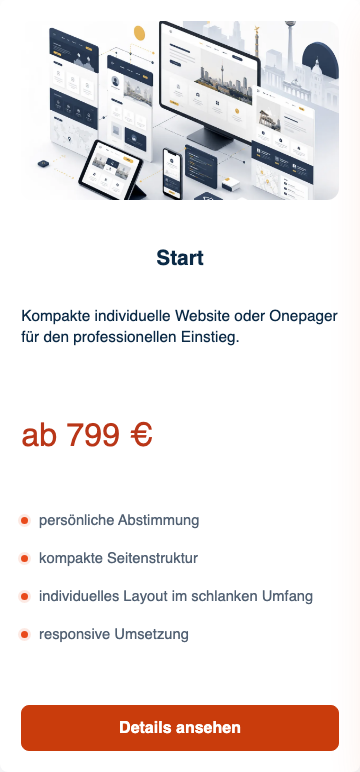 Start
Kompakte individuelle Website oder Onepager
für den professionellen Einstieg.
ab 799 €
persönliche Abstimmung
kompakte Seitenstruktur
individuelles Layout im schlanken Umfang
responsive Umsetzung
Details ansehen